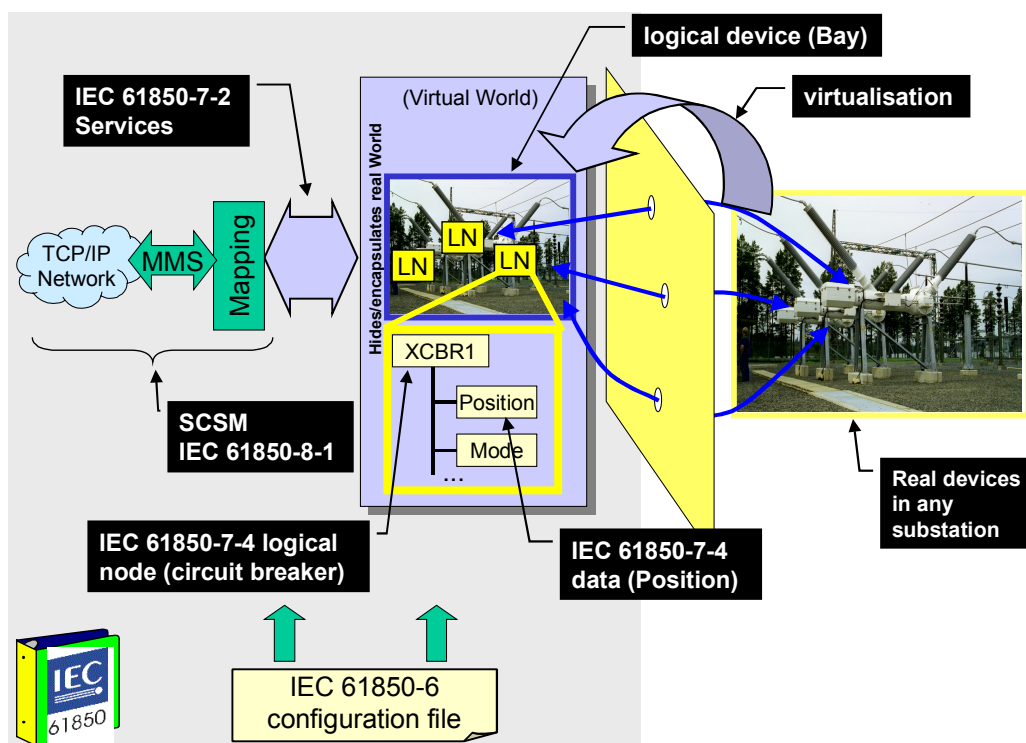 logical device (Bay)
IEC 61850-7-2
Services
(Virtual World)
virtualisation
Hides/encapsulates real World
LN
LN
LN
TCP/IP
Network
MMS
Mapping
XCBR1
Position
Mode
...
SCSM
IEC 61850-8-1
Real devices
in any
substation
IEC 61850-7-4 logical
node (circuit breaker)
IEC 61850-7-4
data (Position)
IEC
61850
IEC 61850-6
configuration file